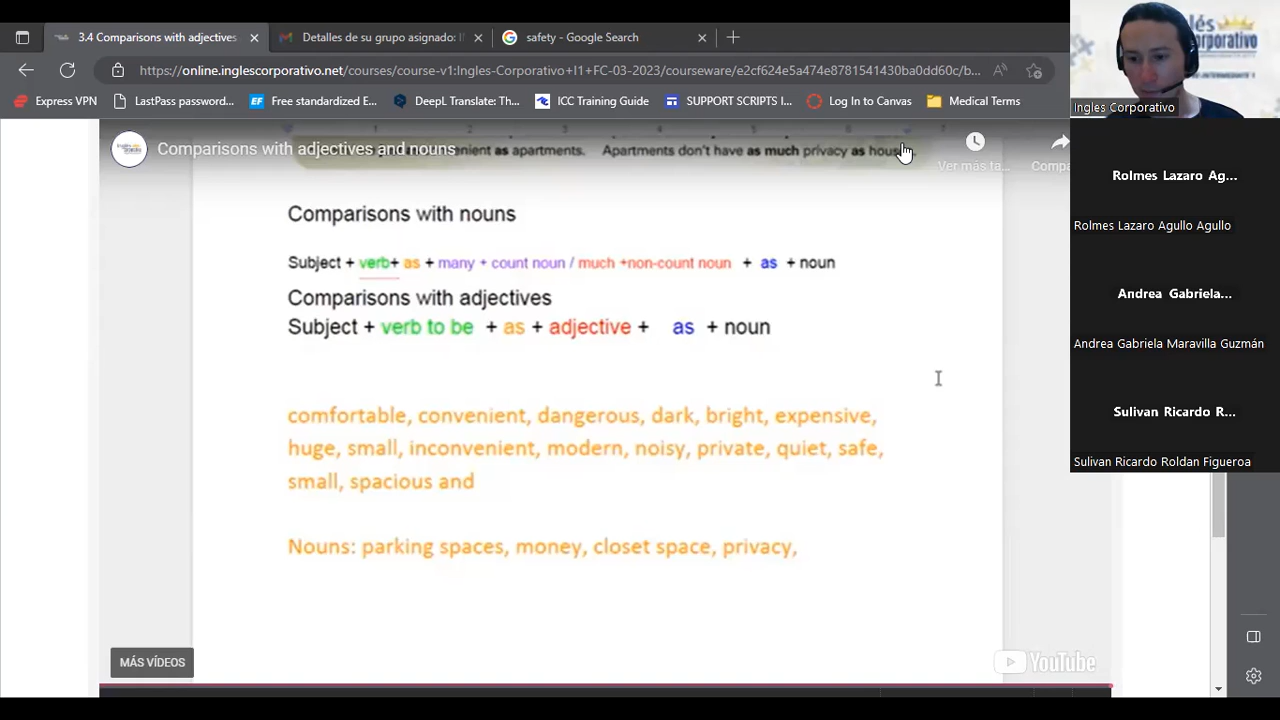 3.4 Comparisons with adjectives
Detalles de su grupo asignado: I
safety - Google Search
https://online.inglescorporativo.net/courses/course-v1:Ingles-Corporativo+I1+FC-03-2023/courseware/e2cf624e5a474e8781541430ba0dd60c/b...
Express VPN
LastPass password...
EF Free standardized E...
DeepL Translate: Th...
ICC Training Guide
SUPPORT SCRIPTS I...
Log In to Canvas
Medical Terms
Comparisons with adjectives and nouns
Ver más ta...
Compa
as apartments. Apartments don't have as much privacy as
Comparisons with nouns
Subject + verb+ as + many + count noun / much +non-count noun + as + noun
Comparisons with adjectives
Subject + verb to be + as + adjective + as + noun
comfortable, convenient, dangerous, dark, bright, expensive,
huge, small, inconvenient, modern, noisy, private, quiet, safe,
small, spacious and
Nouns: parking spaces, money, closet space, privacy,
MÁS VÍDEOS
YouTube
Ingles Corporativo
Rolmes Lazaro Ag...
Rolmes Lazaro Agullo Agullo
Andrea Gabriela...
Andrea Gabriela Maravilla Guzmán
Sulivan Ricardo R...
Sulivan Ricardo Roldan Figueroa